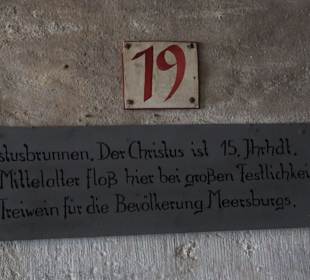 19
stusbrunnen. Der Christus ist 15. Jhrhdt.
Mittelalter floß hier bei großen Festlichkei
Freiwein für die Bevölkerung Meersburgs.